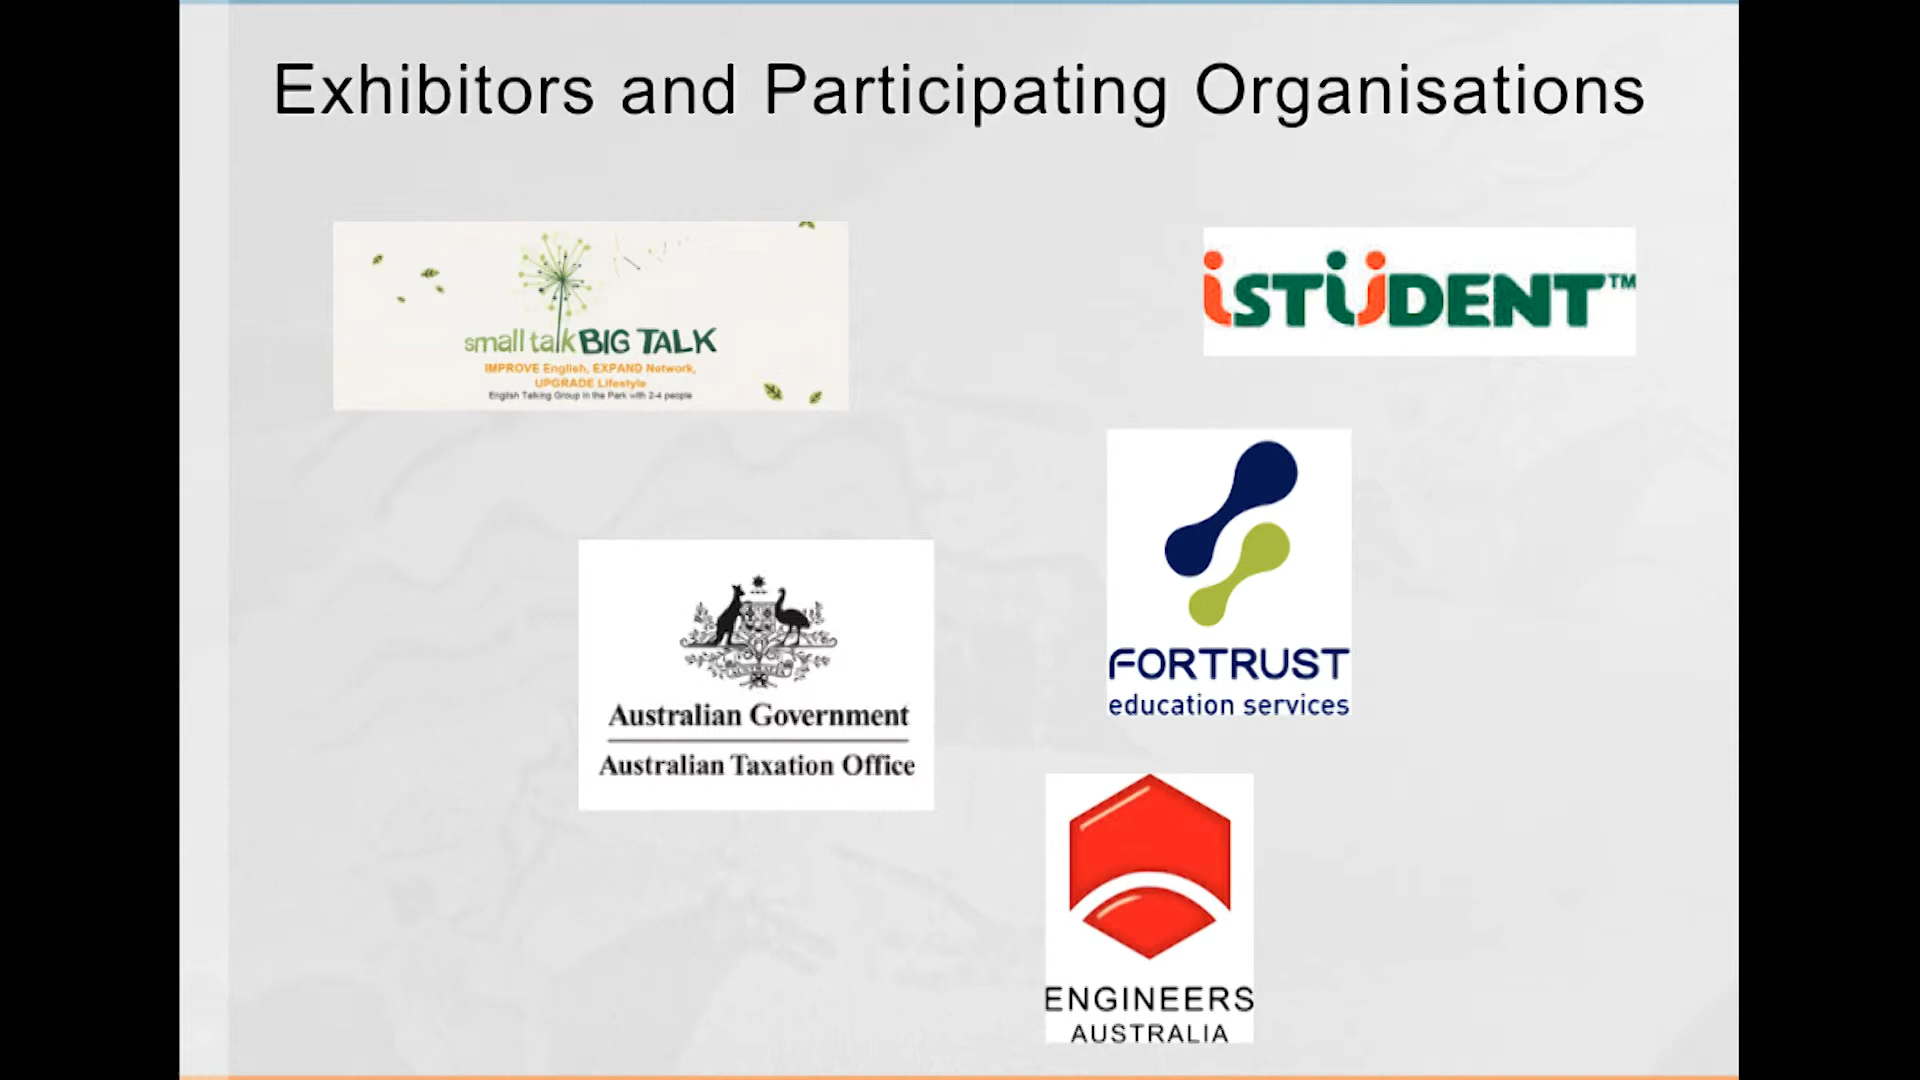 Exhibitors and Participating Organisations
small talk BIG TALK
IMPROVE English, EXPAND Network,
UPGRADE Lifestyle
English Talking Group in the Park with 2-4 people
iSTUDENT™
FORTRUST
education services
Australian Government
Australian Taxation Office
ENGINEERS
AUSTRALIA